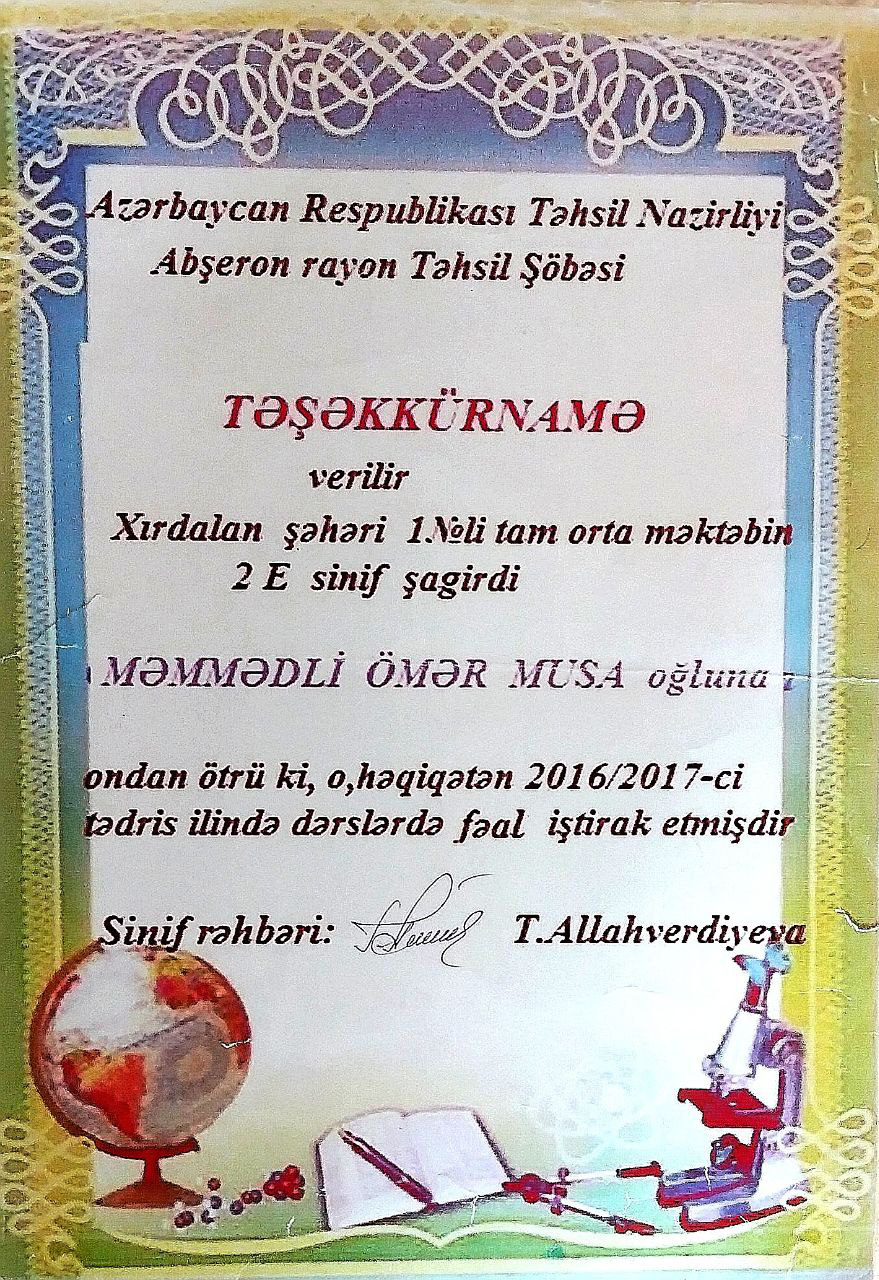 Azərbaycan Respublikası Təhsil Nazirliyi
Abşeron rayon Təhsil Şöbəsi
TƏŞƏKKÜRNAMƏ
verilir
Xırdalan şəhəri 1№li tam orta məktəbin
2 E sinif şagirdi
MƏMMƏDLİ ÖMƏR MUSA oğluna
ondan ötrü ki, o,həqiqətən 2016/2017-ci
tədris ilində dərslərdə fəal iştirak etmişdir
Sinif rəhbəri: T.Allahverdiyeva